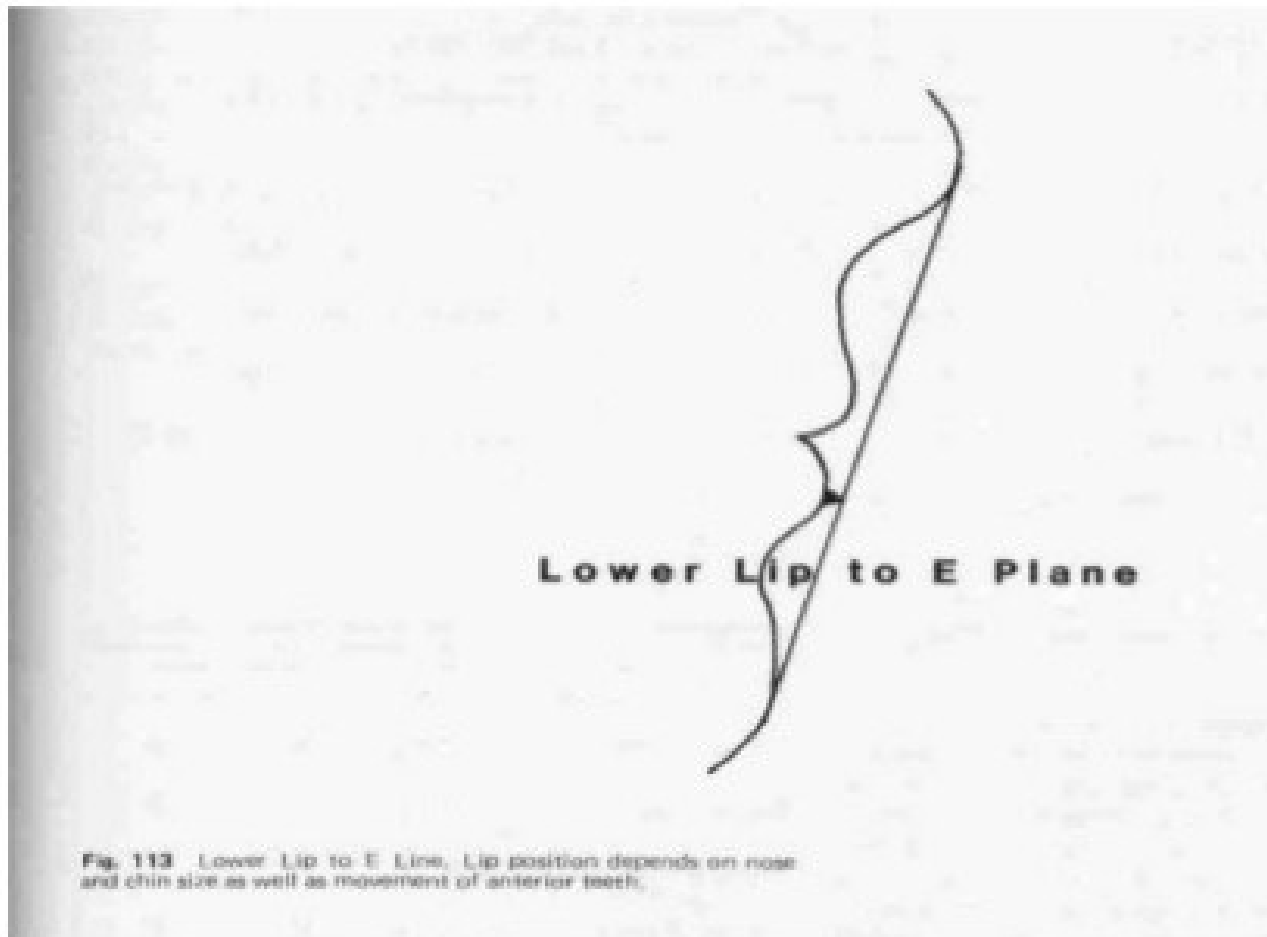 Lower Lip to E Plane
Fig. 113 Lower Lip to E Line. Lip position depends on nose
and chin size as well as movement of anterior teeth.